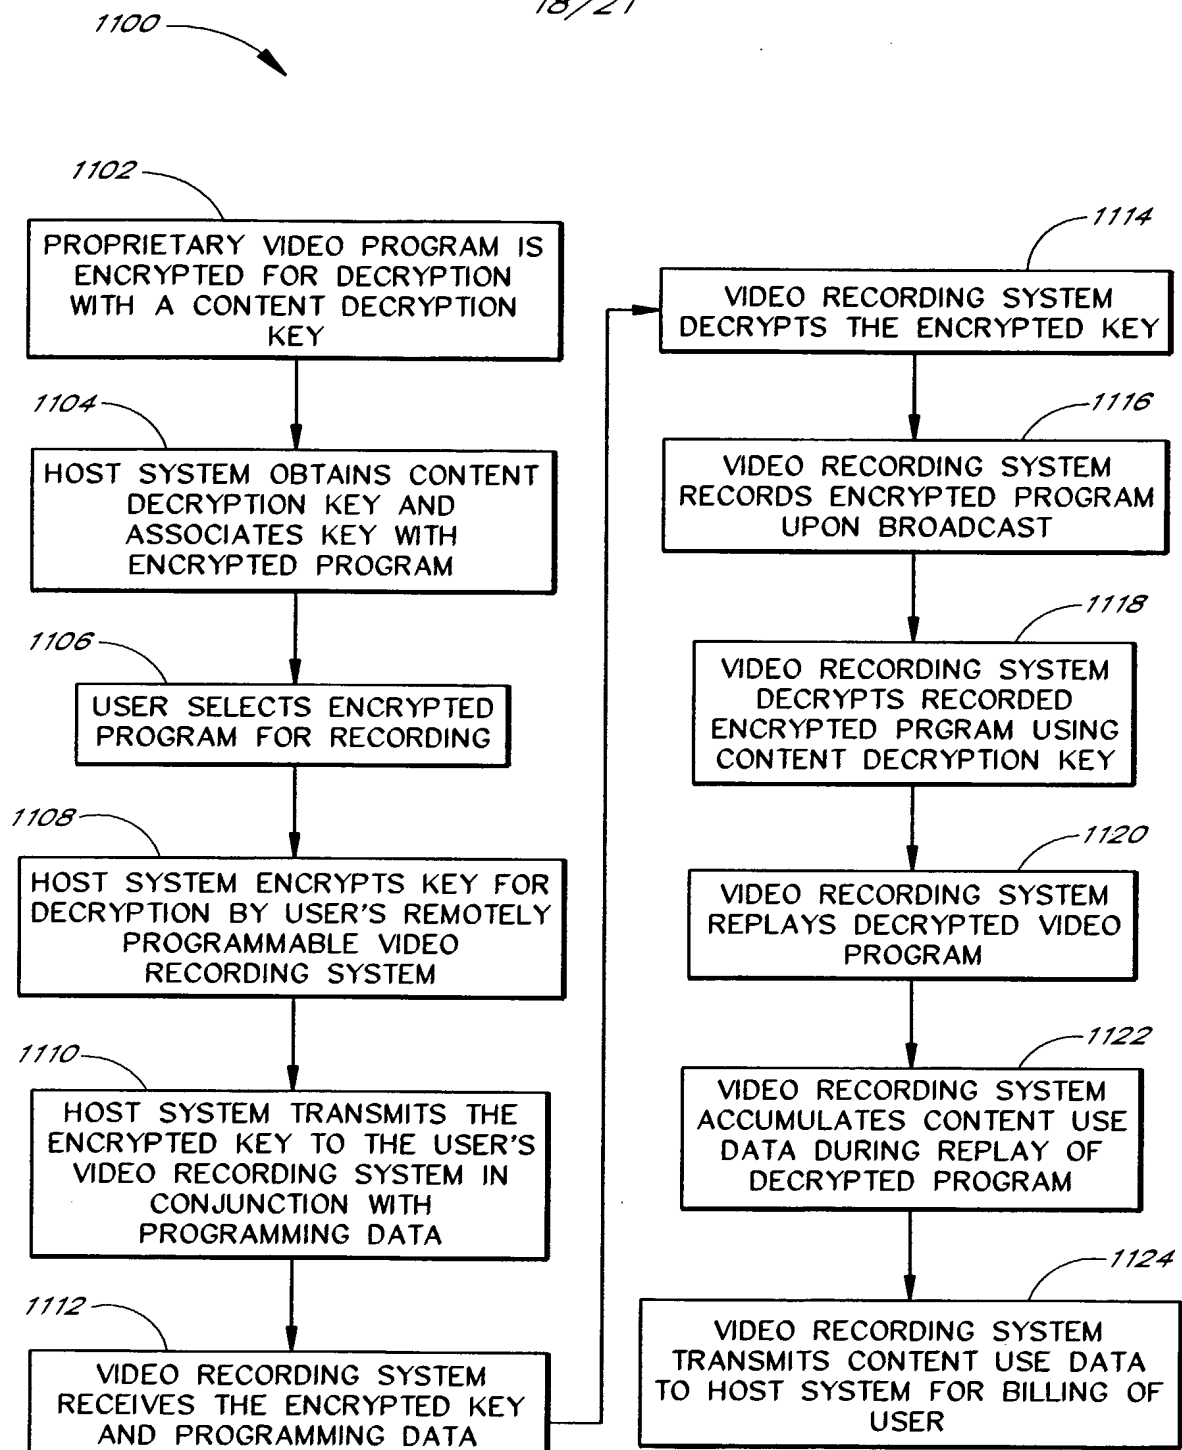 18/21
1100
1102
PROPRIETARY VIDEO PROGRAM IS
ENCRYPTED FOR DECRYPTION
WITH A CONTENT DECRYPTION
KEY
1104
HOST SYSTEM OBTAINS CONTENT
DECRYPTION KEY AND
ASSOCIATES KEY WITH
ENCRYPTED PROGRAM
1106
USER SELECTS ENCRYPTED
PROGRAM FOR RECORDING
1108
HOST SYSTEM ENCRYPTS KEY FOR
DECRYPTION BY USER'S REMOTELY
PROGRAMMABLE VIDEO
RECORDING SYSTEM
1110
HOST SYSTEM TRANSMITS THE
ENCRYPTED KEY TO THE USER'S
VIDEO RECORDING SYSTEM IN
CONJUNCTION WITH
PROGRAMMING DATA
1112
VIDEO RECORDING SYSTEM
RECEIVES THE ENCRYPTED KEY
AND PROGRAMMING DATA
1114
VIDEO RECORDING SYSTEM
DECRYPTS THE ENCRYPTED KEY
1116
VIDEO RECORDING SYSTEM
RECORDS ENCRYPTED PROGRAM
UPON BROADCAST
1118
VIDEO RECORDING SYSTEM
DECRYPTS RECORDED
ENCRYPTED PRGRAM USING
CONTENT DECRYPTION KEY
1120
VIDEO RECORDING SYSTEM
REPLAYS DECRYPTED VIDEO
PROGRAM
1122
VIDEO RECORDING SYSTEM
ACCUMULATES CONTENT USE
DATA DURING REPLAY OF
DECRYPTED PROGRAM
1124
VIDEO RECORDING SYSTEM
TRANSMITS CONTENT USE DATA
TO HOST SYSTEM FOR BILLING OF
USER